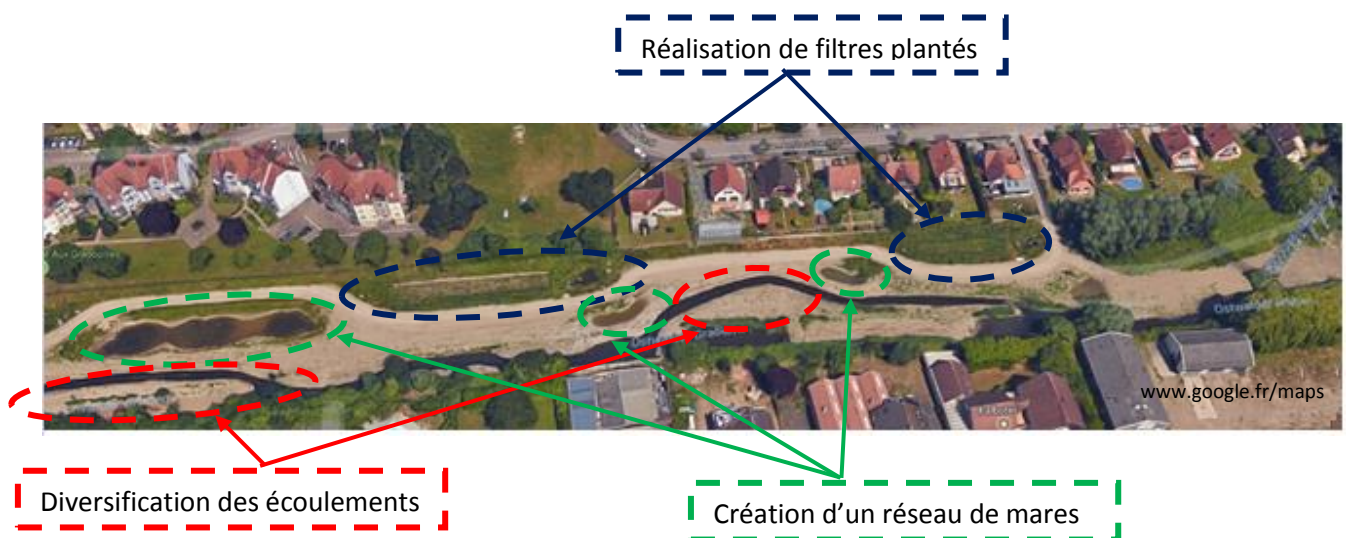 Réalisation de filtres plantés
www.google.fr/maps
Diversification des écoulements
Création d'un réseau de mares